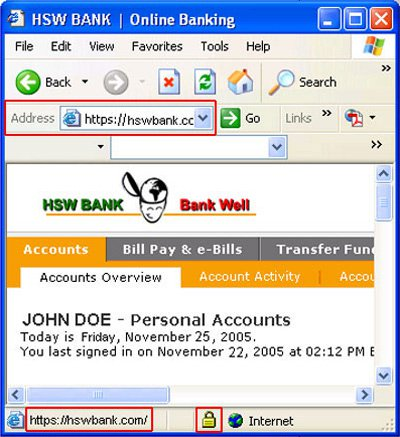 HSW BANK | Online Banking
File Edit View Favorites Tools Help
Back Search
Address https://hswbank.cc Go Links
HSW BANK Bank Well
Accounts Bill Pay & e-Bills Transfer
Accounts Overview Account Activity |
JOHN DOE - Personal Accounts
Today is Friday, November 25, 2005.
You last signed in on November 22, 2005 at 02:12 PM
https://hswbank.com/ Internet